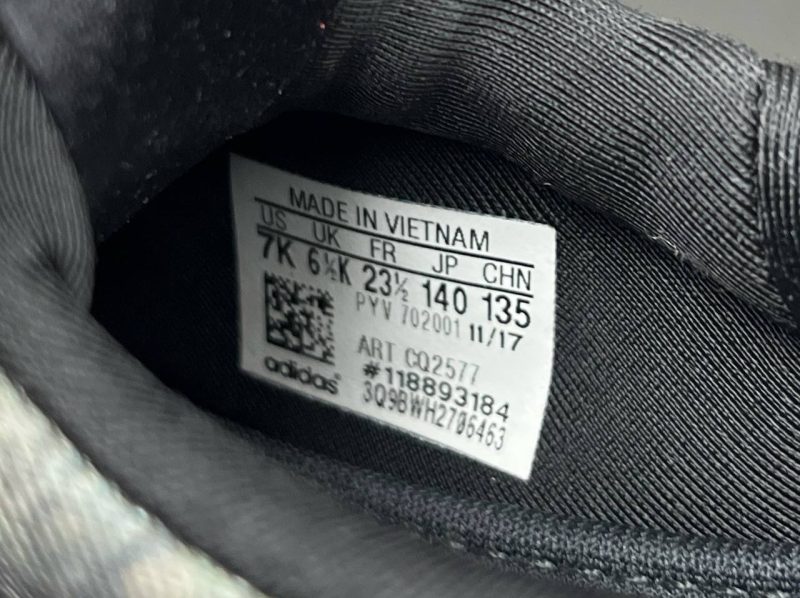 MADE IN VIETNAM
US UK FR JP CHN
7K 6½K 23½ 140 135
PYV 702001 11/17
ART CQ2577
#118893184
adidas
3Q9BWH2706463